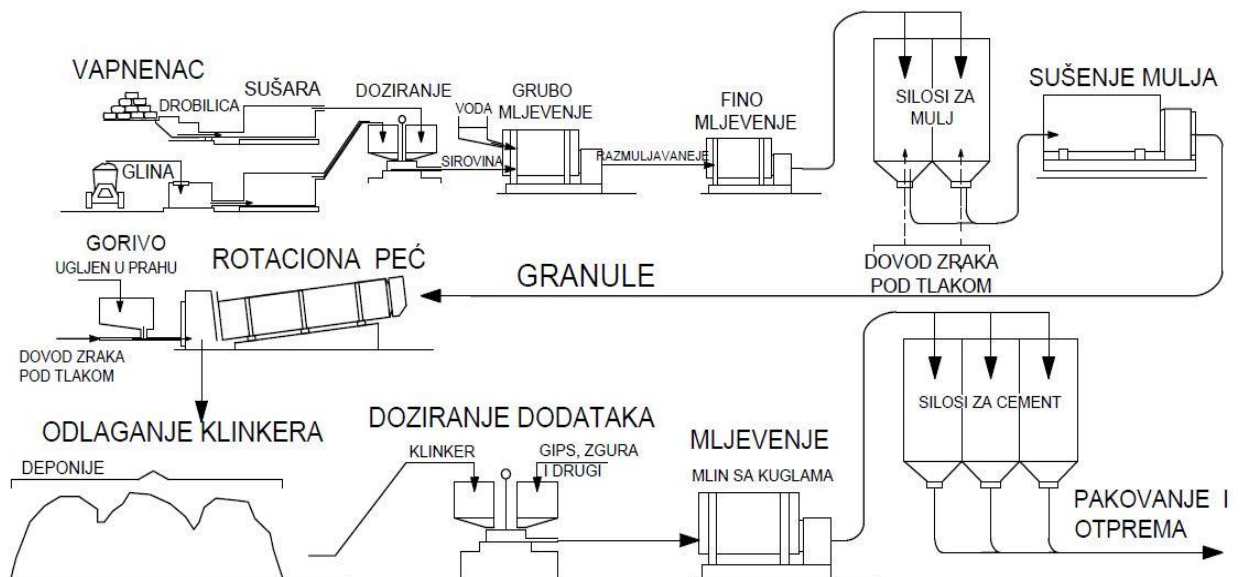 VAPNENAC
DROBILICA
SUŠARA
DOZIRANJE
VODA
GRUBO
MLJEVENJE
FINO
MLJEVENJE
SILOSI ZA
MULJ
SUŠENJE MULJA
GLINA
SIROVINA
RAZMULJAVANEJE
GORIVO
UGLJEN U PRAHU
ROTACIONA PEĆ
GRANULE
DOVOD ZRAKA
POD TLAKOM
DOVOD ZRAKA
POD TLAKOM
ODLAGANJE KLINKERA
DEPONIJE
DOZIRANJE DODATAKA
KLINKER
GIPS, ZGURA
I DRUGI
MLJEVENJE
MLIN SA KUGLAMA
SILOSI ZA CEMENT
PAKOVANJE I
OTPREMA